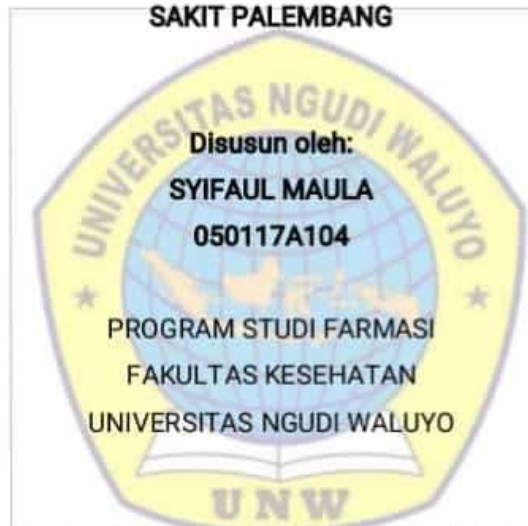 SAKIT PALEMBANG
UNIVERSITAS NGUDI WALUYO
Disusun oleh:
SYIFAUL MAULA
050117A104
PROGRAM STUDI FARMASI
FAKULTAS KESEHATAN
UNIVERSITAS NGUDI WALUYO
UNW